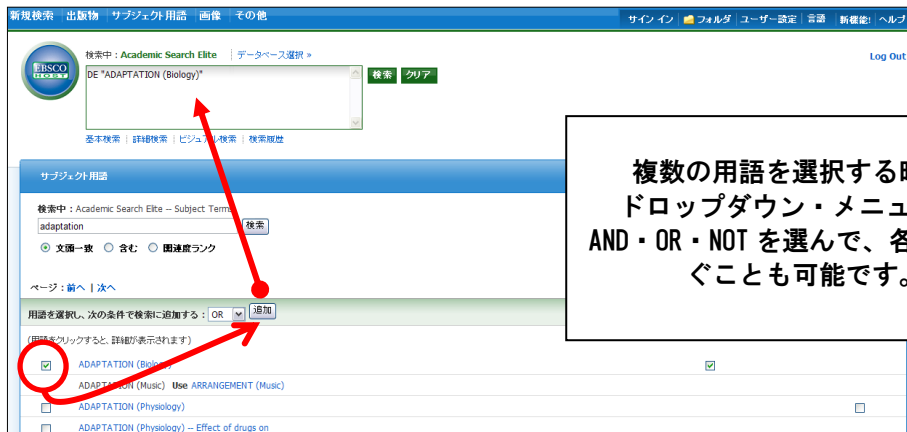 新規検索 出版物 サブジェクト用語 画像 その他
サイン イン フォルダ ユーザー設定 言語 新機能! ヘルプ
EBSCO
HOST
検索中：Academic Search Elite データベース選択 »
Log Out
DE "ADAPTATION (Biology)"
検索 クリア
基本検索 | 詳細検索 | ビジュアル検索 | 検索履歴
サブジェクト用語
検索中：Academic Search Elite -- Subject Terms
adaptation
検索
文頭一致 含む 関連度ランク
ページ：前へ | 次へ
用語を選択し、次の条件で検索に追加する： OR 追加
(用語をクリックすると、詳細が表示されます)
ADAPTATION (Biology)
ADAPTATION (Music) Use ARRANGEMENT (Music)
ADAPTATION (Physiology)
ADAPTATION (Physiology) -- Effect of drugs on
複数の用語を選択する
ドロップダウン・メニュ
AND・OR・NOT を選んで、各
ぐことも可能です。